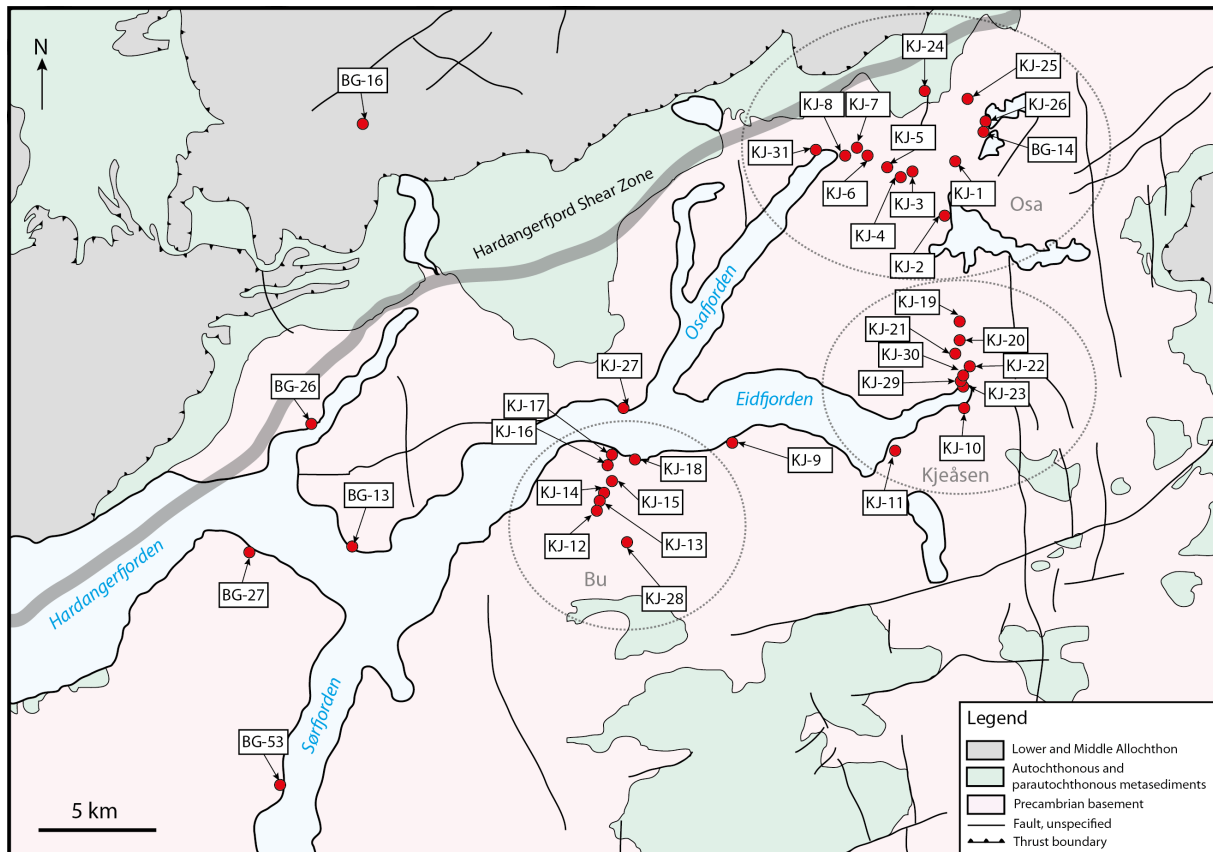 N
BG-16
KJ-24
KJ-25
KJ-8
KJ-7
KJ-26
KJ-5
KJ-31
BG-14
KJ-6
KJ-3
KJ-1
Osa
KJ-4
KJ-2
Hardangerfjord Shear Zone
Osafjorden
KJ-19
KJ-21
KJ-20
KJ-30
KJ-22
KJ-29
KJ-23
KJ-27
BG-26
Eidfjorden
KJ-17
KJ-16
KJ-10
KJ-18
KJ-9
Kjeåsen
KJ-11
KJ-14
KJ-15
BG-13
KJ-12
KJ-13
Bu
KJ-28
Hardangerfjorden
BG-27
Sørfjorden
BG-53
5 km
Legend
Lower and Middle Allochthon
Autochthonous and
parautochthonous metasediments
Precambrian basement
Fault, unspecified
Thrust boundary